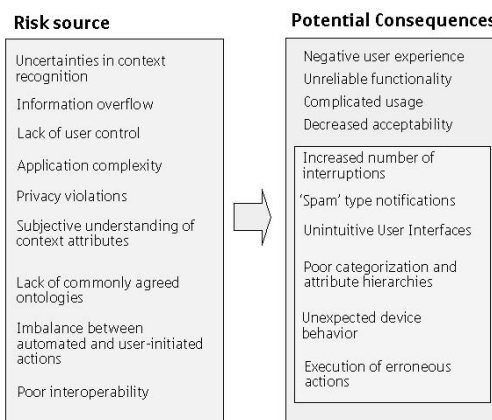 Risk source
Uncertainties in context
recognition
Information overflow
Lack of user control
Application complexity
Privacy violations
Subjective understanding of
context attributes
Lack of commonly agreed
ontologies
Imbalance between
automated and user-initiated
actions
Poor interoperability
Potential Consequences
Negative user experience
Unreliable functionality
Complicated usage
Decreased acceptability
Increased number of
interruptions
‘Spam’ type notifications
Unintuitive User Interfaces
Poor categorization and
attribute hierarchies
Unexpected device
behavior
Execution of erroneous
actions